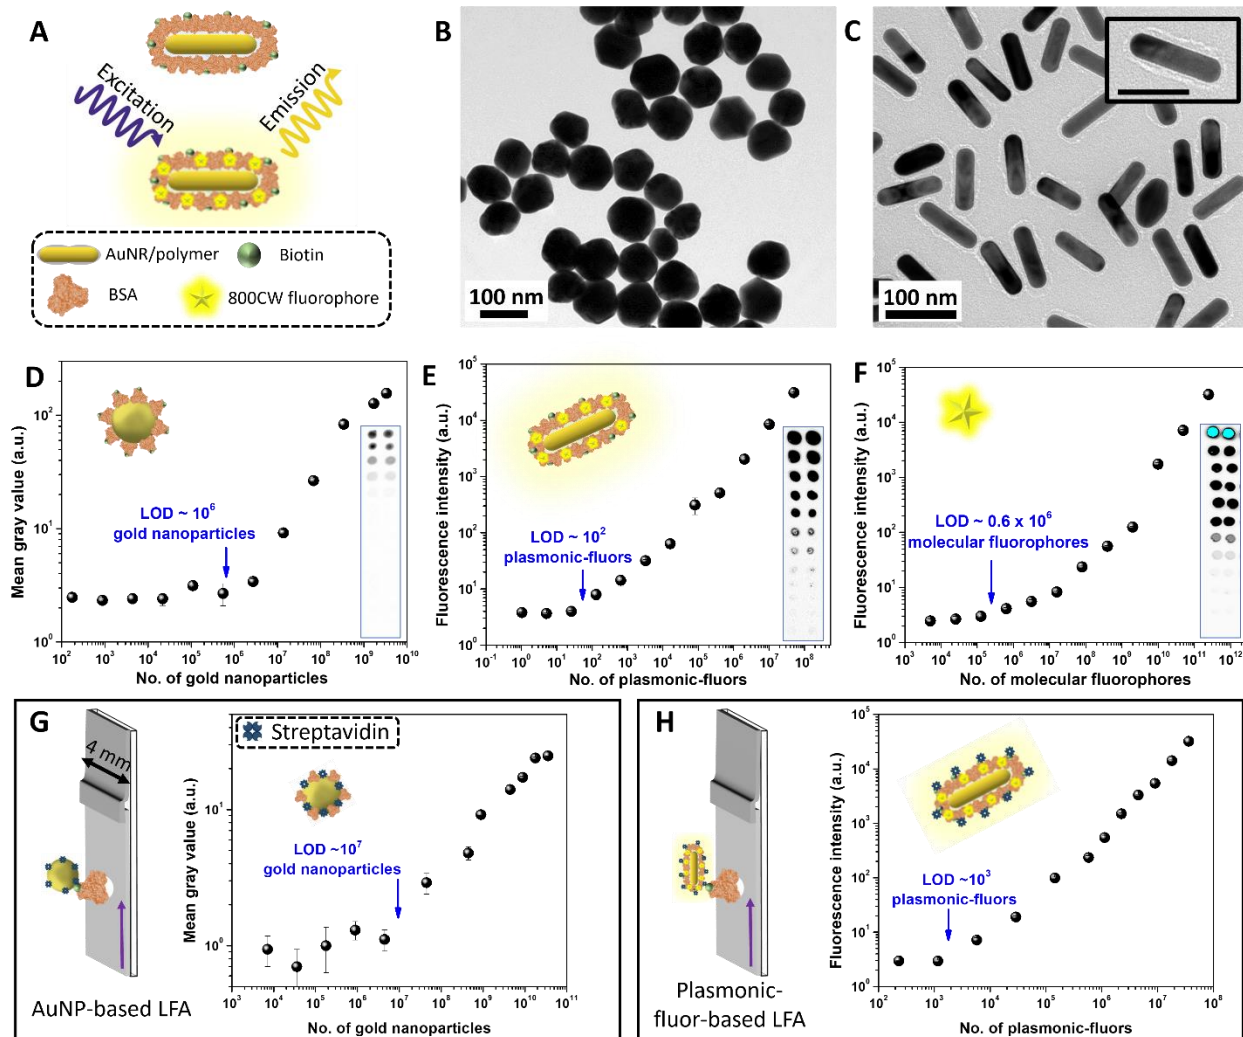 A
Excitation
Emission
AuNR/polymer
Biotin
BSA
800CW fluorophore
B
100 nm
C
100 nm
D
Mean gray value (a.u.)
10²
10¹
10⁰
LOD ~ 10⁶
gold nanoparticles
10² 10³ 10⁴ 10⁵ 10⁶ 10⁷ 10⁸ 10⁹ 10¹⁰
No. of gold nanoparticles
E
Fluorescence intensity (a.u.)
10⁵
10⁴
10³
10²
10¹
10⁰
LOD ~ 10²
plasmonic-fluors
10⁻¹ 10⁰ 10¹ 10² 10³ 10⁴ 10⁵ 10⁶ 10⁷ 10⁸
No. of plasmonic-fluors
F
Fluorescence intensity (a.u.)
10⁵
10⁴
10³
10²
10¹
10⁰
LOD ~ 0.6 x 10⁶
molecular fluorophores
10³ 10⁴ 10⁵ 10⁶ 10⁷ 10⁸ 10⁹ 10¹⁰ 10¹¹ 10¹²
No. of molecular fluorophores
G
4 mm
AuNP-based LFA
Streptavidin
Mean gray value (a.u.)
10¹
10⁰
LOD ~10⁷
gold nanoparticles
10³ 10⁴ 10⁵ 10⁶ 10⁷ 10⁸ 10⁹ 10¹⁰ 10¹¹
No. of gold nanoparticles
H
Plasmonic-
fluor-based LFA
Fluorescence intensity (a.u.)
10⁵
10⁴
10³
10²
10¹
10⁰
LOD ~10³
plasmonic-fluors
10² 10³ 10⁴ 10⁵ 10⁶ 10⁷ 10⁸
No. of plasmonic-fluors